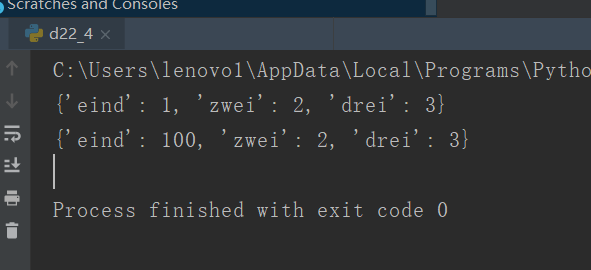 Scratches and Consoles
d22_4
C:\Users\lenovo1\AppData\Local\Programs\Pytho
{'eind': 1, 'zwei': 2, 'drei': 3}
{'eind': 100, 'zwei': 2, 'drei': 3}
Process finished with exit code 0